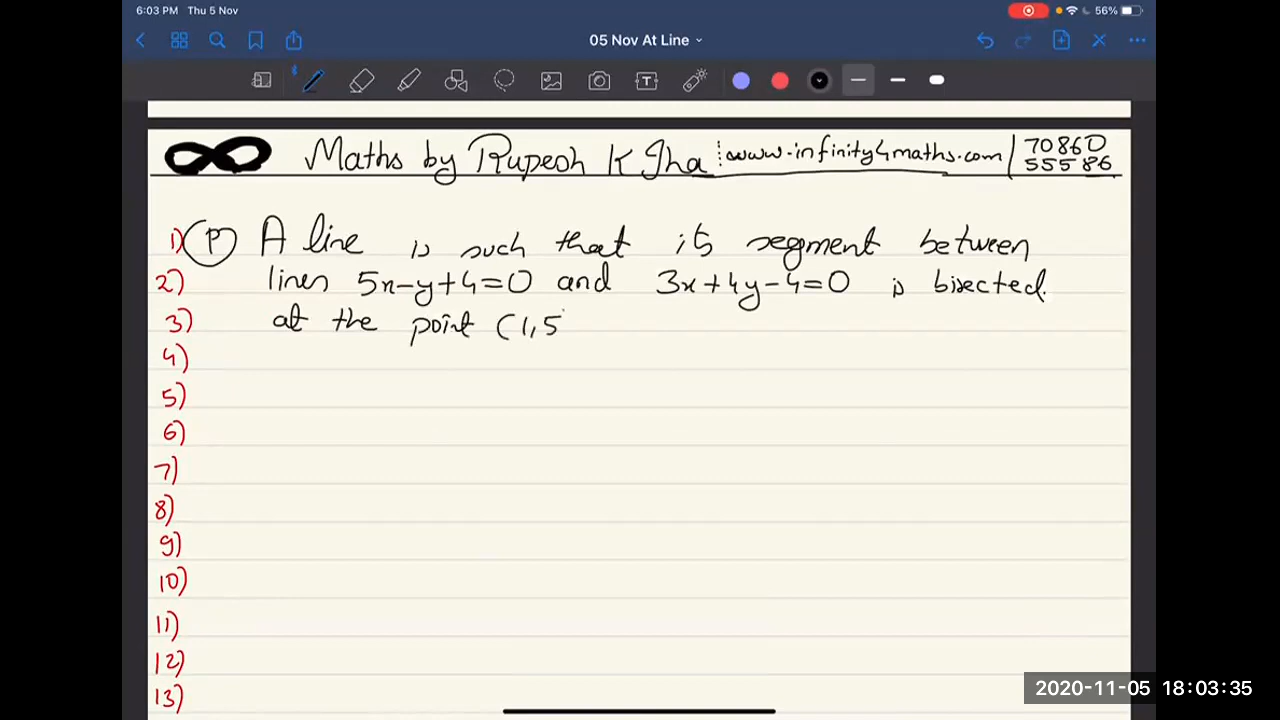 6:03 PM Thu 5 Nov
56%
05 Nov At Line
T
Maths by Rupesh K Jha www.infinity4maths.com 70860 55586
1) P A line is such that its segment between
2) lines 5x-y+4=0 and 3x+4y-4=0 is bisected.
3) at the point (1,5
4)
5)
6)
7)
8)
9)
10)
11)
12)
13)
2020-11-05 18:03:35